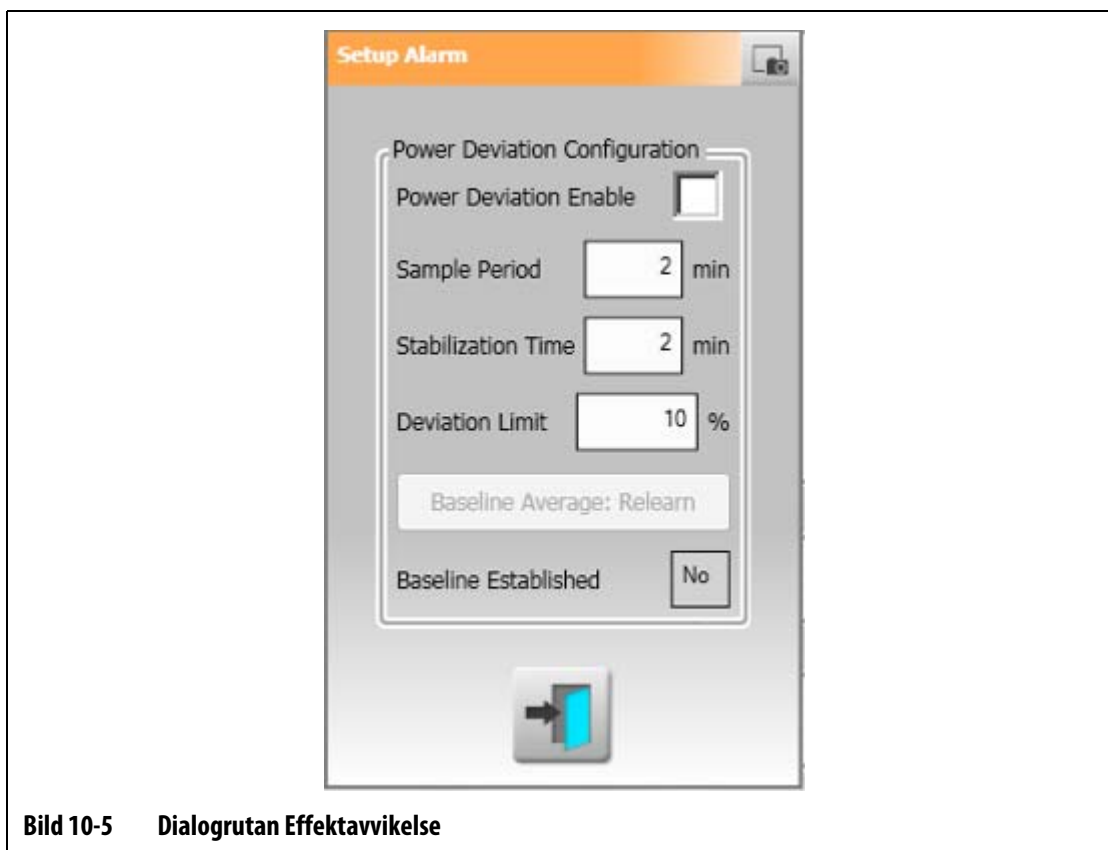 Setup Alarm
Power Deviation Configuration
Power Deviation Enable
Sample Period 2 min
Stabilization Time 2 min
Deviation Limit 10 %
Baseline Average: Relearn
Baseline Established No
Bild 10-5 Dialogrutan Effektavvikelse